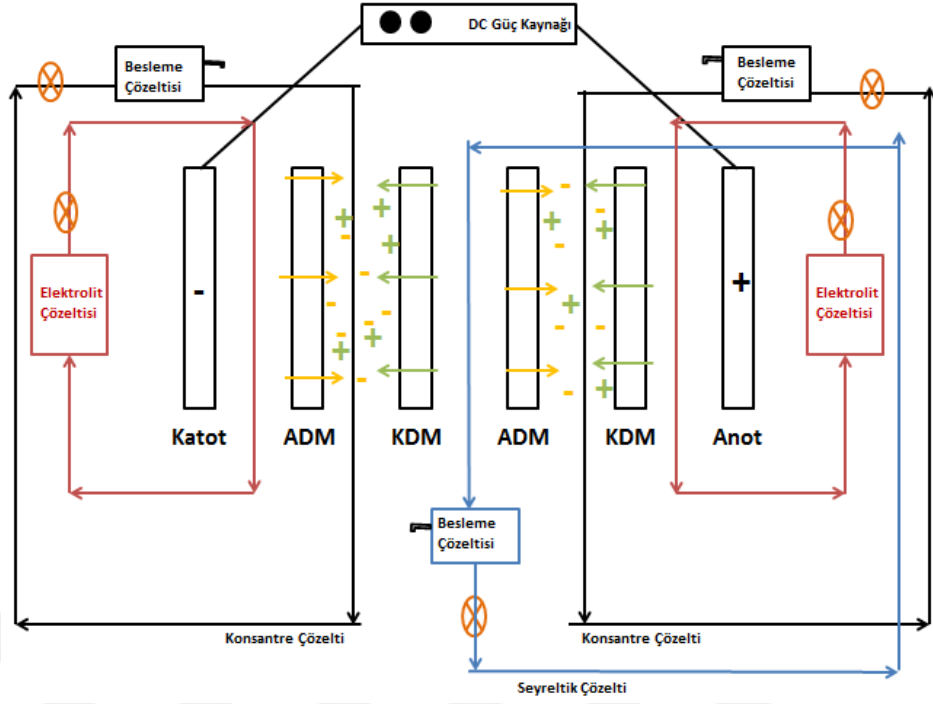 DC Güç Kaynağı
Besleme
Çözeltisi
Besleme
Çözeltisi
Elektrolit
Çözeltisi
-
+
Elektrolit
Çözeltisi
Katot
ADM
KDM
ADM
KDM
Anot
Besleme
Çözeltisi
Konsantre Çözelti
Konsantre Çözelti
Seyreltik Çözelti